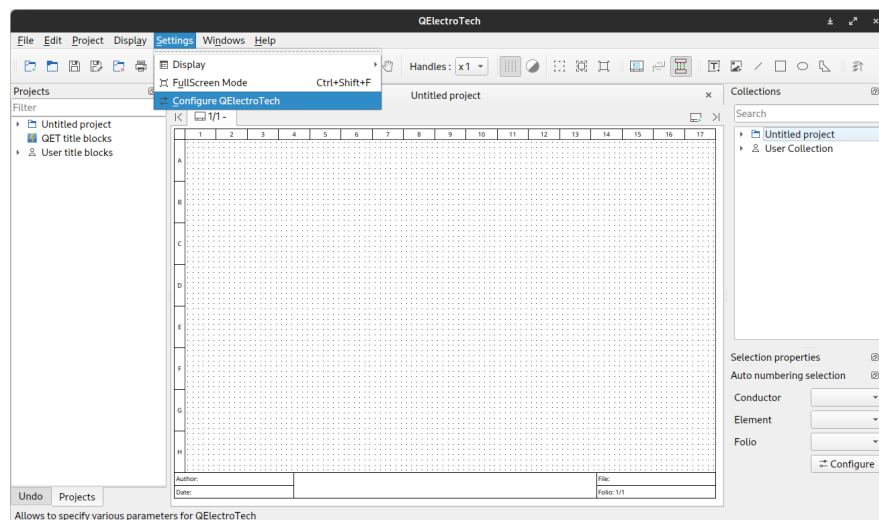 QElectroTech
File Edit Project Display Settings Windows Help
Display
FullScreen Mode Ctrl+Shift+F
Configure QElectroTech
Handles: x1
Projects
Filter
Untitled project
QET title blocks
User title blocks
Untitled project
1/1 -
1 2 3 4 5 6 7 8 9 10 11 12 13 14 15 16 17
A
B
C
D
E
F
G
H
Author:
Date:
File:
Folio: 1/1
Collections
Search
Untitled project
User Collection
Selection properties
Auto numbering selection
Conductor
Element
Folio
Configure
Undo Projects
Allows to specify various parameters for QElectroTech